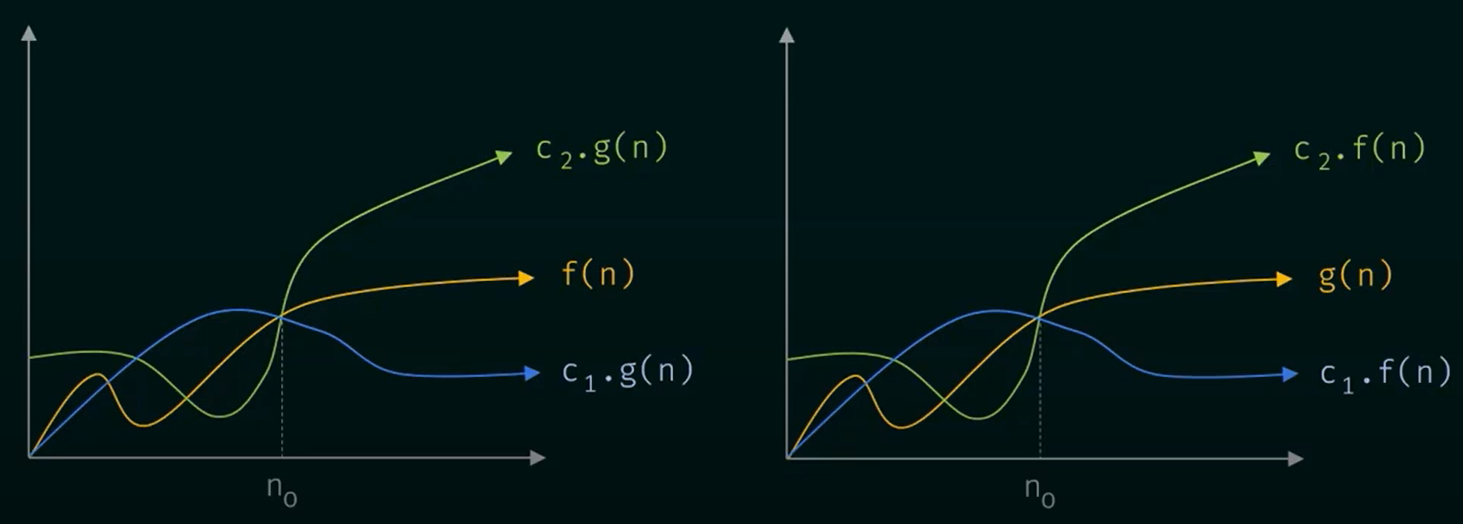 c₂.g(n)
f(n)
c₁.g(n)
n₀
c₂.f(n)
g(n)
c₁.f(n)
n₀